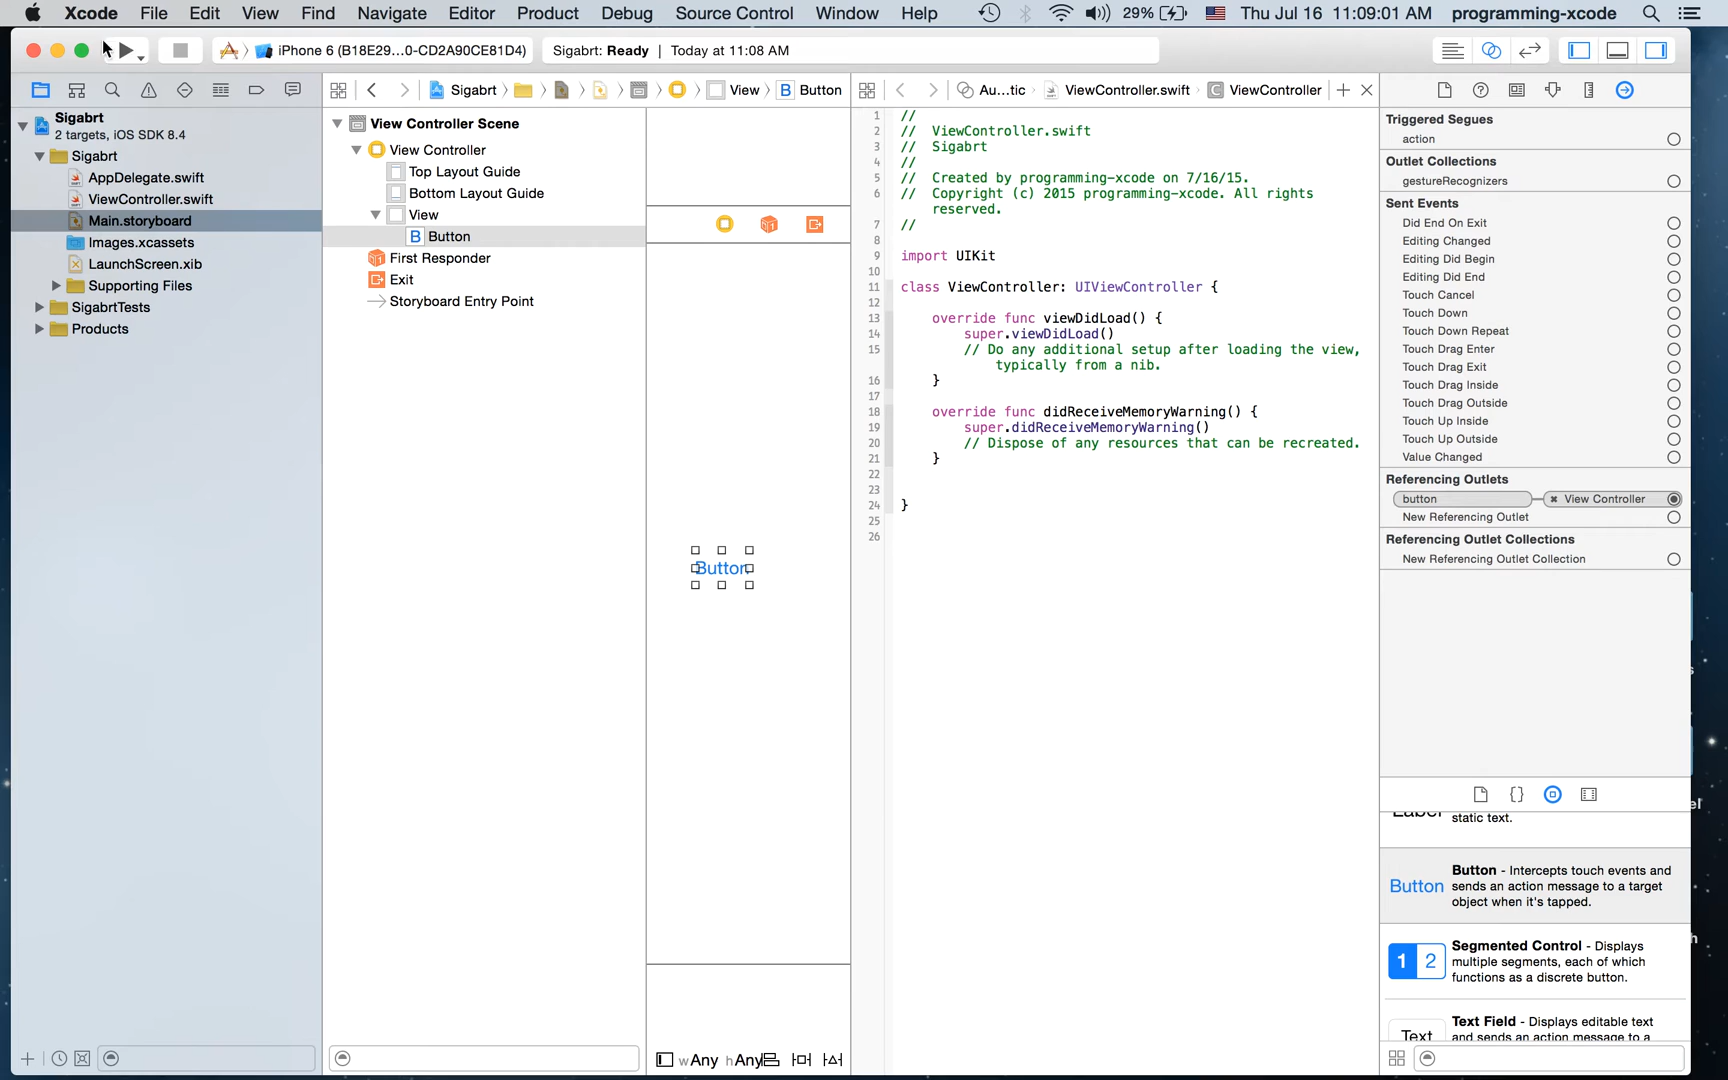 Xcode File Edit View Find Navigate Editor Product Debug Source Control Window Help 29% Thu Jul 16 11:09:01 AM programming-xcode
iPhone 6 (B18E29...0-CD2A90CE81D4) Sigabrt: Ready | Today at 11:08 AM
Sigabrt View Button Au...tic ViewController.swift ViewController
Sigabrt
2 targets, iOS SDK 8.4
Sigabrt
AppDelegate.swift
ViewController.swift
Main.storyboard
Images.xcassets
LaunchScreen.xib
Supporting Files
SigabrtTests
Products
View Controller Scene
View Controller
Top Layout Guide
Bottom Layout Guide
View
B Button
First Responder
Exit
Storyboard Entry Point
Button
wAny hAny
1 //
2 // ViewController.swift
3 // Sigabrt
4 //
5 // Created by programming-xcode on 7/16/15.
6 // Copyright (c) 2015 programming-xcode. All rights
reserved.
7 //
8
9 import UIKit
10
11 class ViewController: UIViewController {
12
13 override func viewDidLoad() {
14 super.viewDidLoad()
15 // Do any additional setup after loading the view,
typically from a nib.
16 }
17
18 override func didReceiveMemoryWarning() {
19 super.didReceiveMemoryWarning()
20 // Dispose of any resources that can be recreated.
21 }
22
23
24 }
25
26
Triggered Segues
action
Outlet Collections
gestureRecognizers
Sent Events
Did End On Exit
Editing Changed
Editing Did Begin
Editing Did End
Touch Cancel
Touch Down
Touch Down Repeat
Touch Drag Enter
Touch Drag Exit
Touch Drag Inside
Touch Drag Outside
Touch Up Inside
Touch Up Outside
Value Changed
Referencing Outlets
button View Controller
New Referencing Outlet
Referencing Outlet Collections
New Referencing Outlet Collection
Label static text.
Button Button - Intercepts touch events and
sends an action message to a target
object when it's tapped.
1 2 Segmented Control - Displays
multiple segments, each of which
functions as a discrete button.
Text Text Field - Displays editable text
and sends an action message to a